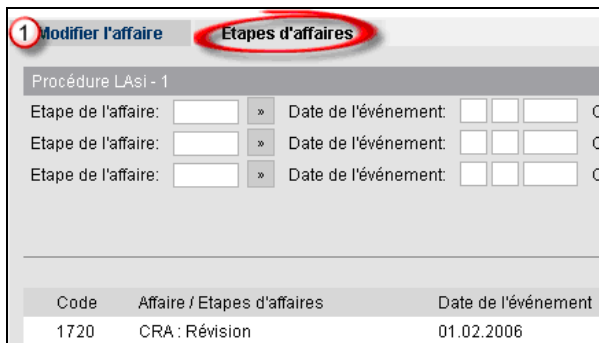 1 Modifier l'affaire Etapes d'affaires
Procédure LAsi - 1
Etape de l'affaire: » Date de l'événement:
Etape de l'affaire: » Date de l'événement:
Etape de l'affaire: » Date de l'événement:
Code Affaire / Etapes d'affaires Date de l'événement
1720 CRA : Révision 01.02.2006